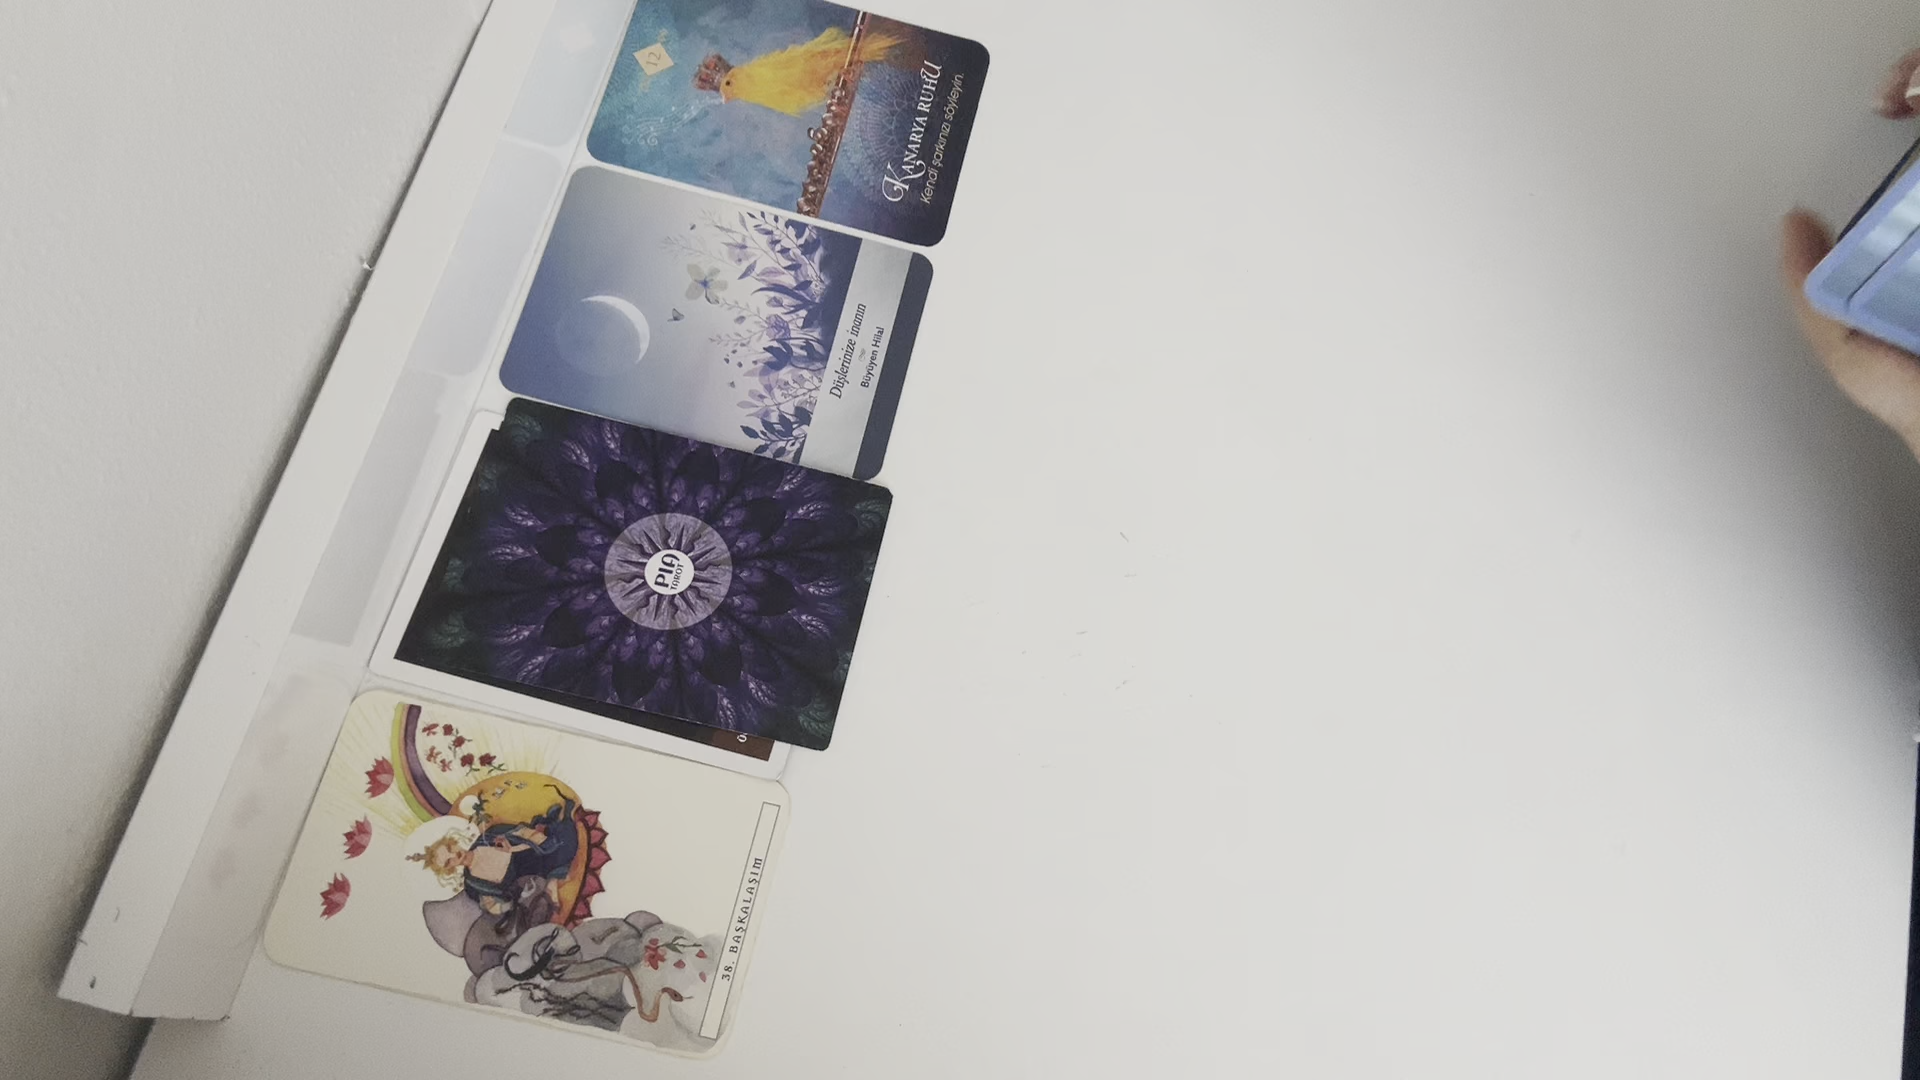 12
KANARYA RUHU
Kendi şarkınızı söyleyin.
Düşlerinize inanın
Büyüyen Hilal
PIA
TAROT
38. BAŞKALAŞIM